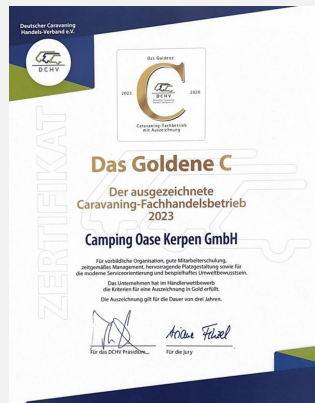 Deutscher Caravaning
Handels-Verband e.V.
DCHV
Das Goldene
2023
2026
C
DCHV
Caravaning-Fachbetrieb
mit Auszeichnung
ZERTIFIKAT
Das Goldene C
Der ausgezeichnete
Caravaning-Fachhandelsbetrieb
2023
Camping Oase Kerpen GmbH
Für vorbildliche Organisation, gute Mitarbeiterschulung,
zeitgemäßes Management, hervorragende Platzgestaltung sowie für
die moderne Serviceorientierung und beispielhaftes Umweltbewusstsein.
Das Unternehmen hat im Händlerwettbewerb
die Kriterien für eine Auszeichnung in Gold erfüllt.
Die Auszeichnung gilt für die Dauer von drei Jahren.
Für das DCHV Präsidium
Für die Jury